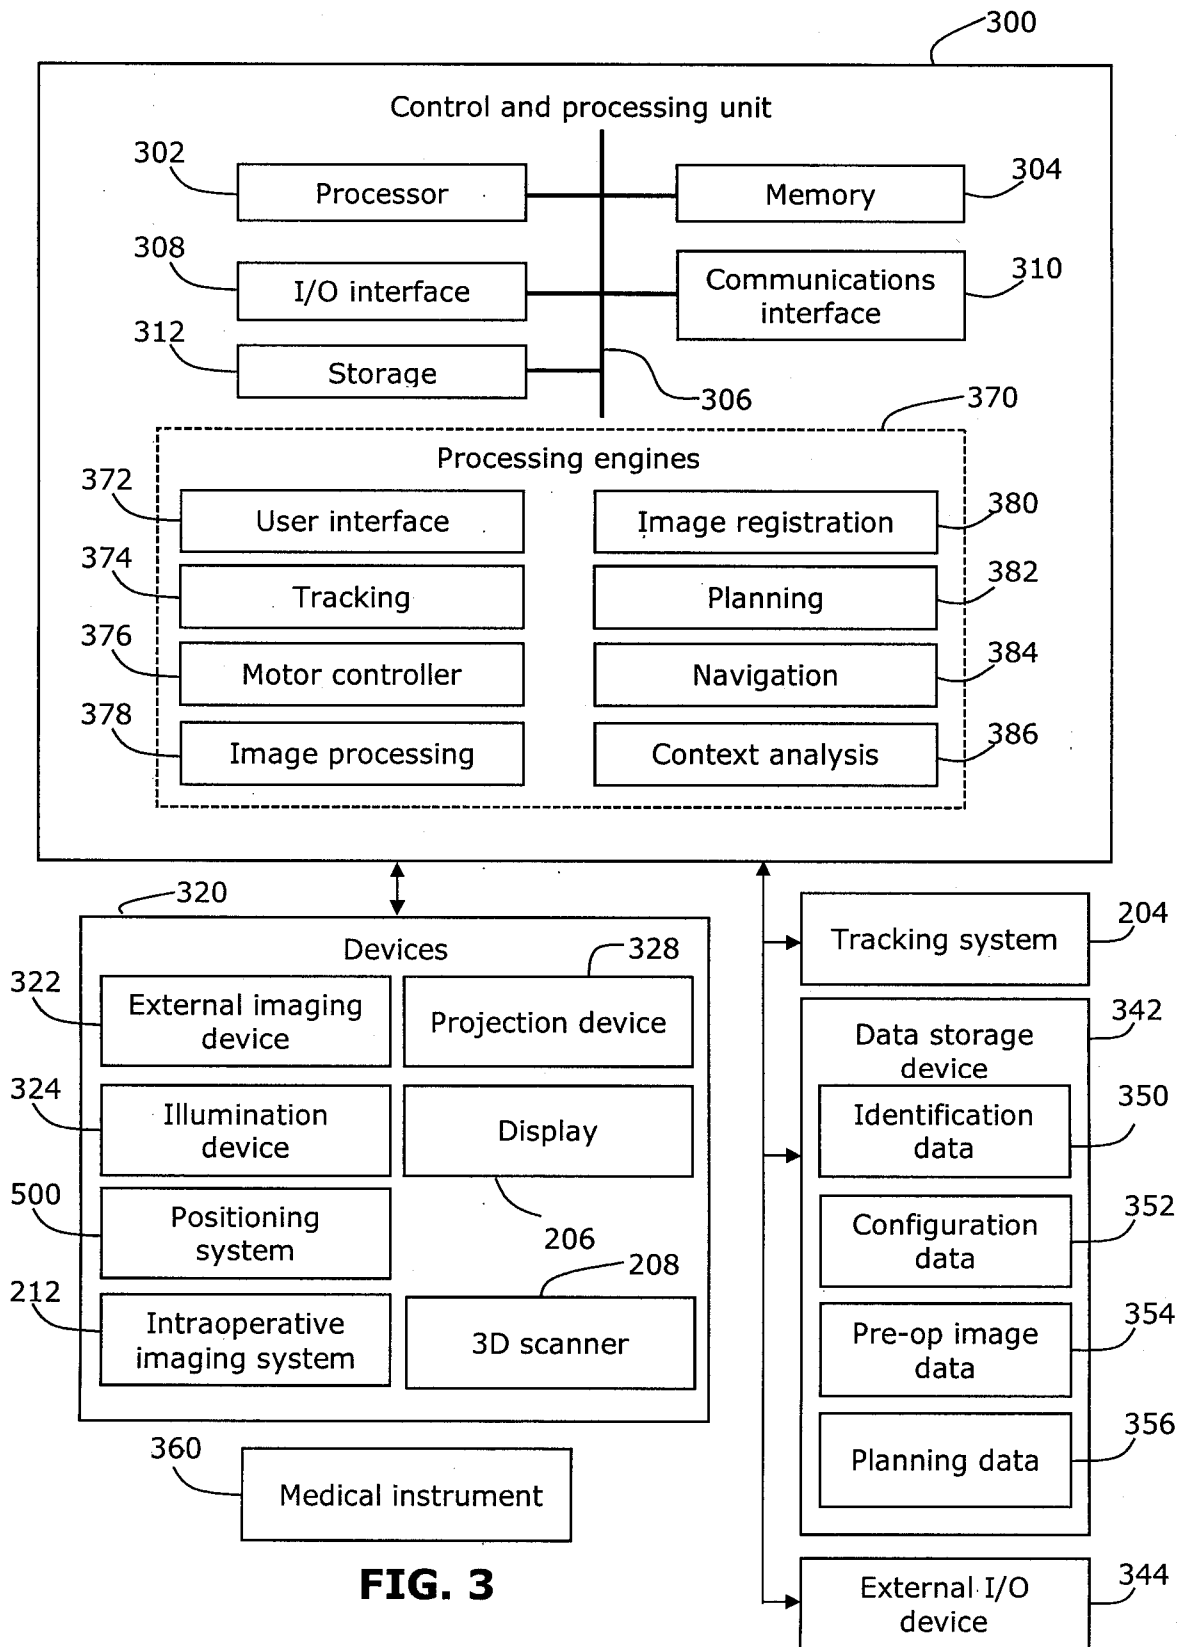 300
Control and processing unit
302
Processor
Memory
304
308
I/O interface
Communications
interface
310
312
Storage
306
370
Processing engines
372
User interface
Image registration
380
374
Tracking
Planning
382
376
Motor controller
Navigation
384
378
Image processing
Context analysis
386
320
Devices
322
External imaging
device
328
Projection device
324
Illumination
device
Display
206
500
Positioning
system
208
212
Intraoperative
imaging system
3D scanner
360
Medical instrument
Tracking system
204
342
Data storage
device
350
Identification
data
352
Configuration
data
354
Pre-op image
data
356
Planning data
External I/O
device
344
FIG. 3